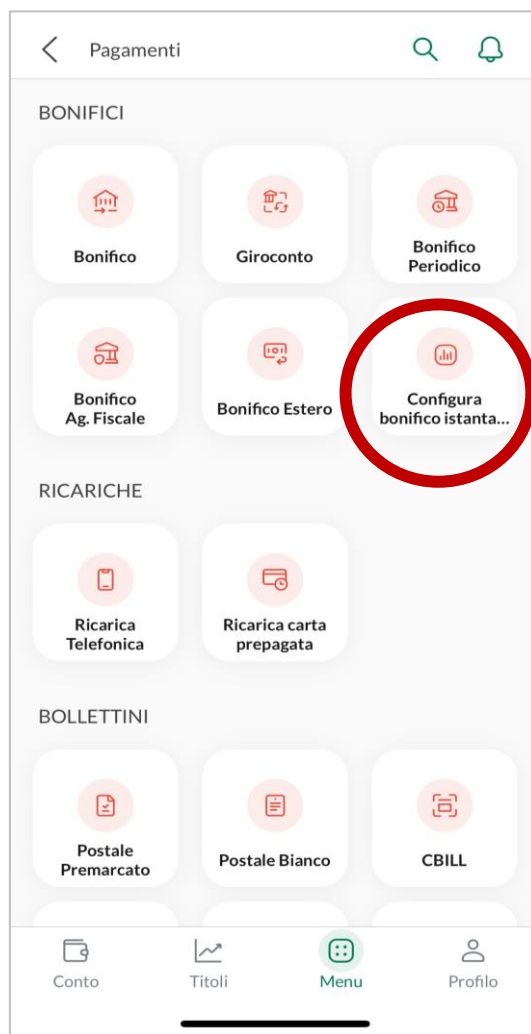 Pagamenti
BONIFICI
Bonifico
Giroconto
Bonifico
Periodico
Bonifico
Ag. Fiscale
Bonifico Estero
Configura
bonifico istanta...
RICARICHE
Ricarica
Telefonica
Ricarica carta
prepagata
BOLLETTINI
Postale
Premarcato
Postale Bianco
CBILL
Conto
Titoli
Menu
Profilo